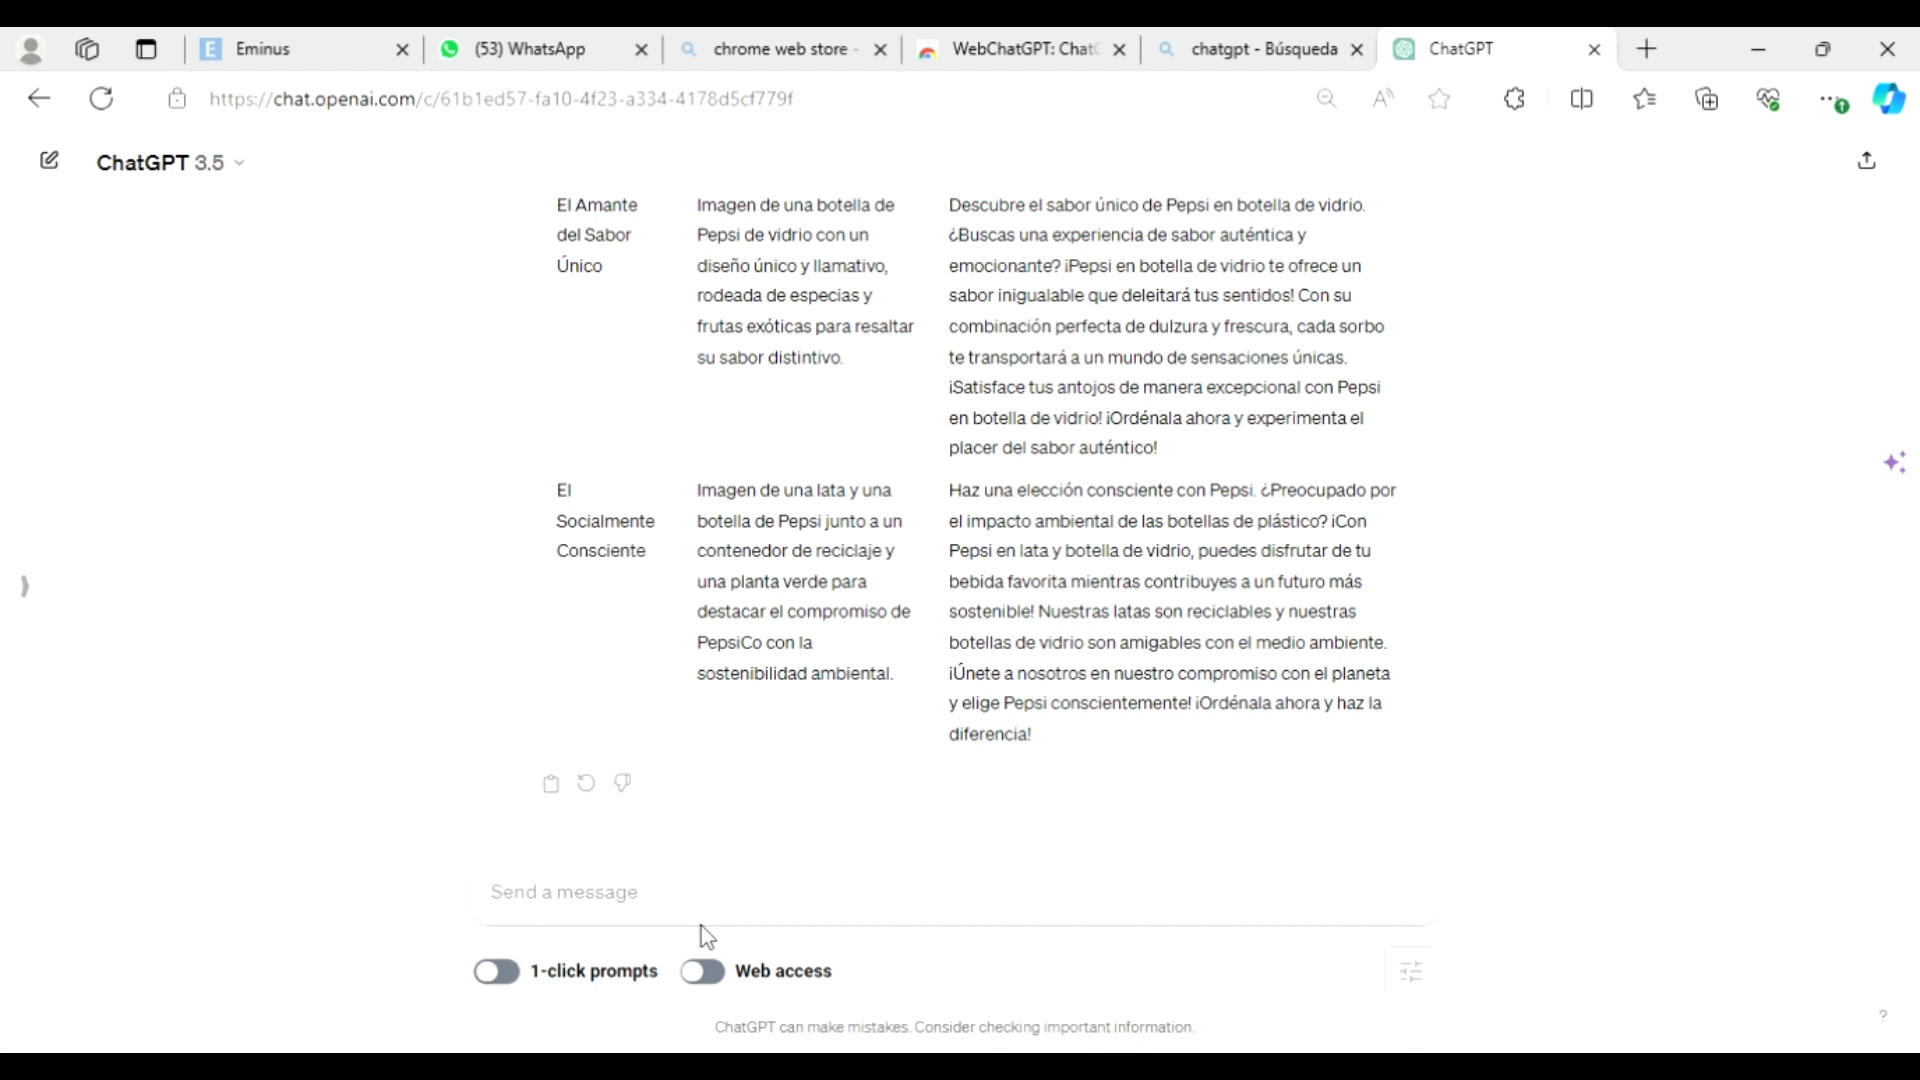 Eminus
(53) WhatsApp
chrome web store -
WebChatGPT: ChatG
chatgpt - Búsqueda
ChatGPT
https://chat.openai.com/c/61b1ed57-fa10-4f23-a334-4178d5cf779f
ChatGPT 3.5
El Amante
del Sabor
Único
Imagen de una botella de
Pepsi de vidrio con un
diseño único y llamativo,
rodeada de especias y
frutas exóticas para resaltar
su sabor distintivo.
Descubre el sabor único de Pepsi en botella de vidrio.
¿Buscas una experiencia de sabor auténtica y
emocionante? ¡Pepsi en botella de vidrio te ofrece un
sabor inigualable que deleitará tus sentidos! Con su
combinación perfecta de dulzura y frescura, cada sorbo
te transportará a un mundo de sensaciones únicas.
¡Satisface tus antojos de manera excepcional con Pepsi
en botella de vidrio! ¡Ordénala ahora y experimenta el
placer del sabor auténtico!
El
Socialmente
Consciente
Imagen de una lata y una
botella de Pepsi junto a un
contenedor de reciclaje y
una planta verde para
destacar el compromiso de
PepsiCo con la
sostenibilidad ambiental.
Haz una elección consciente con Pepsi. ¿Preocupado por
el impacto ambiental de las botellas de plástico? ¡Con
Pepsi en lata y botella de vidrio, puedes disfrutar de tu
bebida favorita mientras contribuyes a un futuro más
sostenible! Nuestras latas son reciclables y nuestras
botellas de vidrio son amigables con el medio ambiente.
¡Únete a nosotros en nuestro compromiso con el planeta
y elige Pepsi conscientemente! ¡Ordénala ahora y haz la
diferencia!
Send a message
1-click prompts
Web access
ChatGPT can make mistakes. Consider checking important information.
?